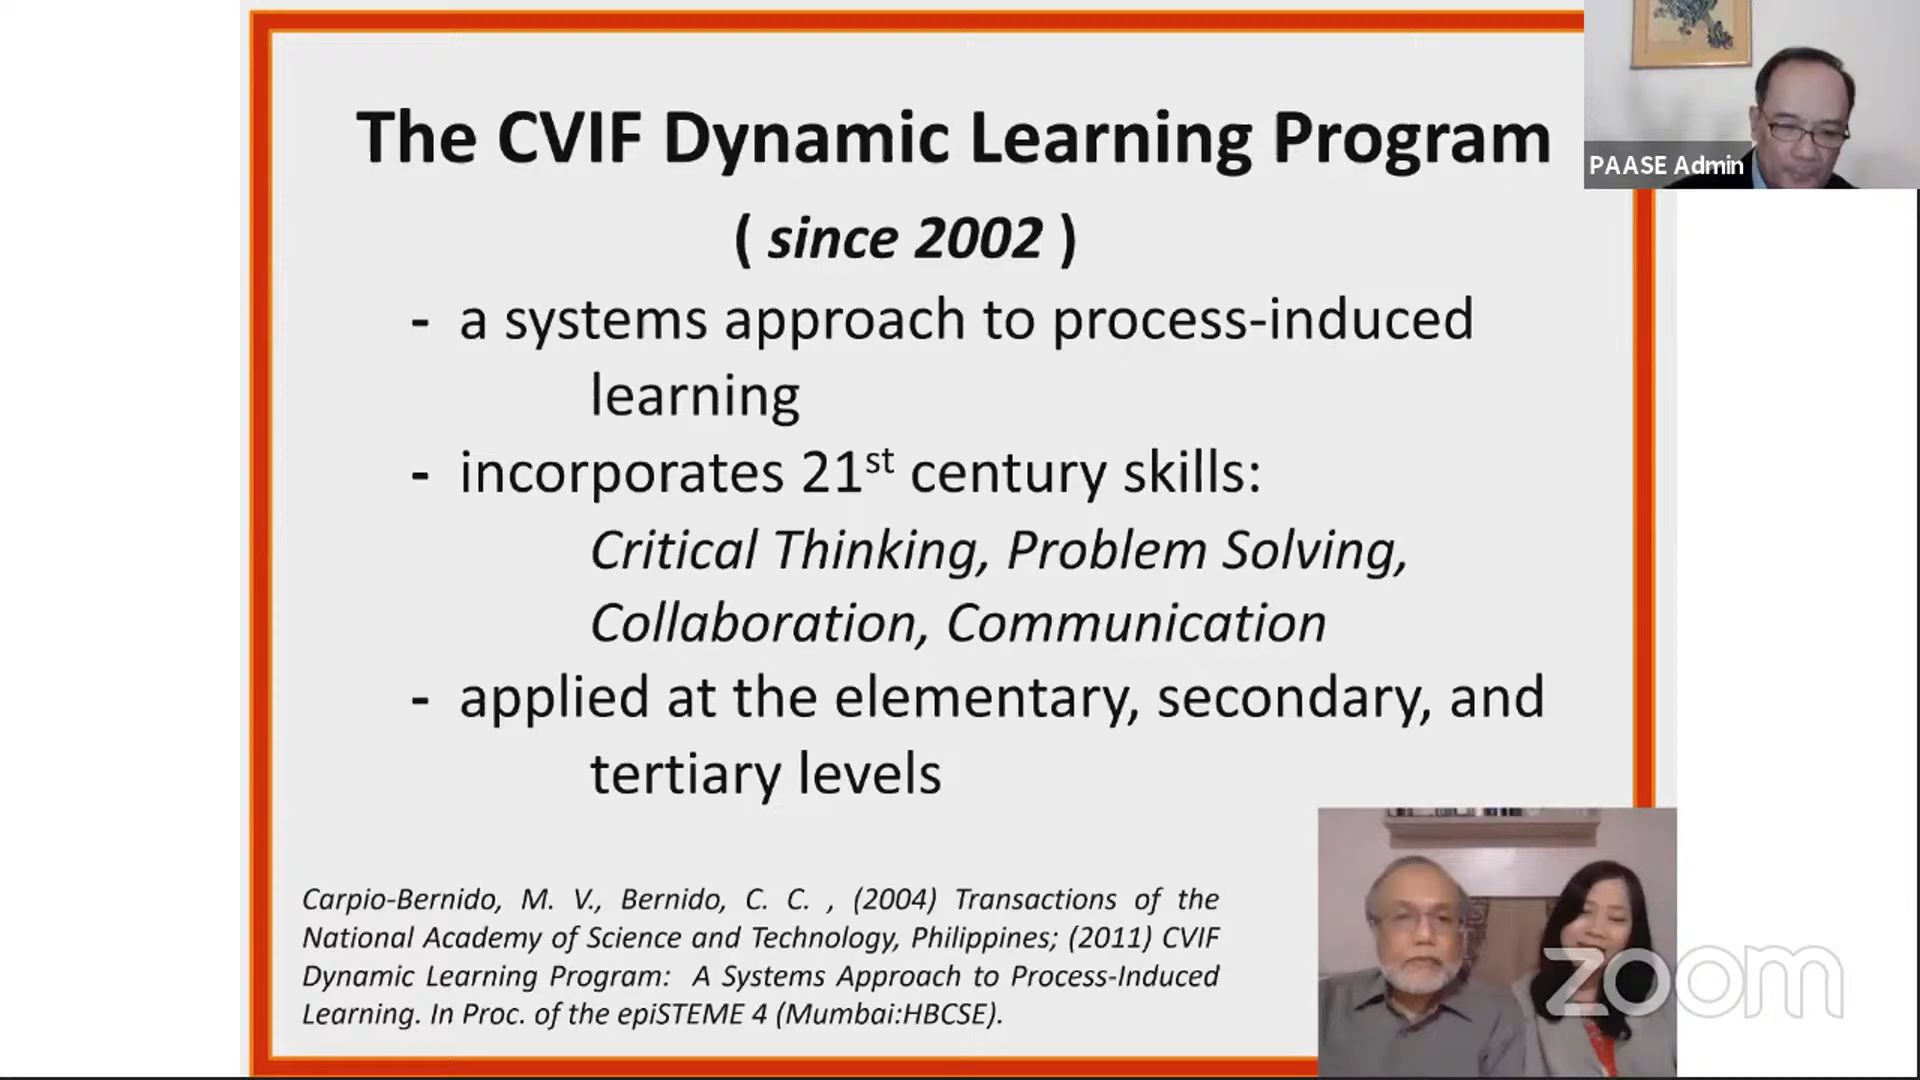 The CVIF Dynamic Learning Program
( since 2002 )
- a systems approach to process-induced
learning
- incorporates 21st century skills:
Critical Thinking, Problem Solving,
Collaboration, Communication
- applied at the elementary, secondary, and
tertiary levels
Carpio-Bernido, M. V., Bernido, C. C. , (2004) Transactions of the
National Academy of Science and Technology, Philippines; (2011) CVIF
Dynamic Learning Program: A Systems Approach to Process-Induced
Learning. In Proc. of the epiSTEME 4 (Mumbai:HBCSE).
PAASE Admin
zoom